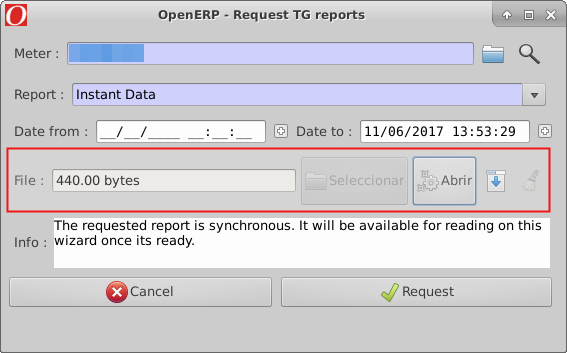 OpenERP - Request TG reports
Meter :
Report : Instant Data
Date from : __/__/____ __:__:__ Date to : 11/06/2017 13:53:29
File : 440.00 bytes Seleccionar Abrir
Info : The requested report is synchronous. It will be available for reading on this
wizard once its ready.
Cancel Request